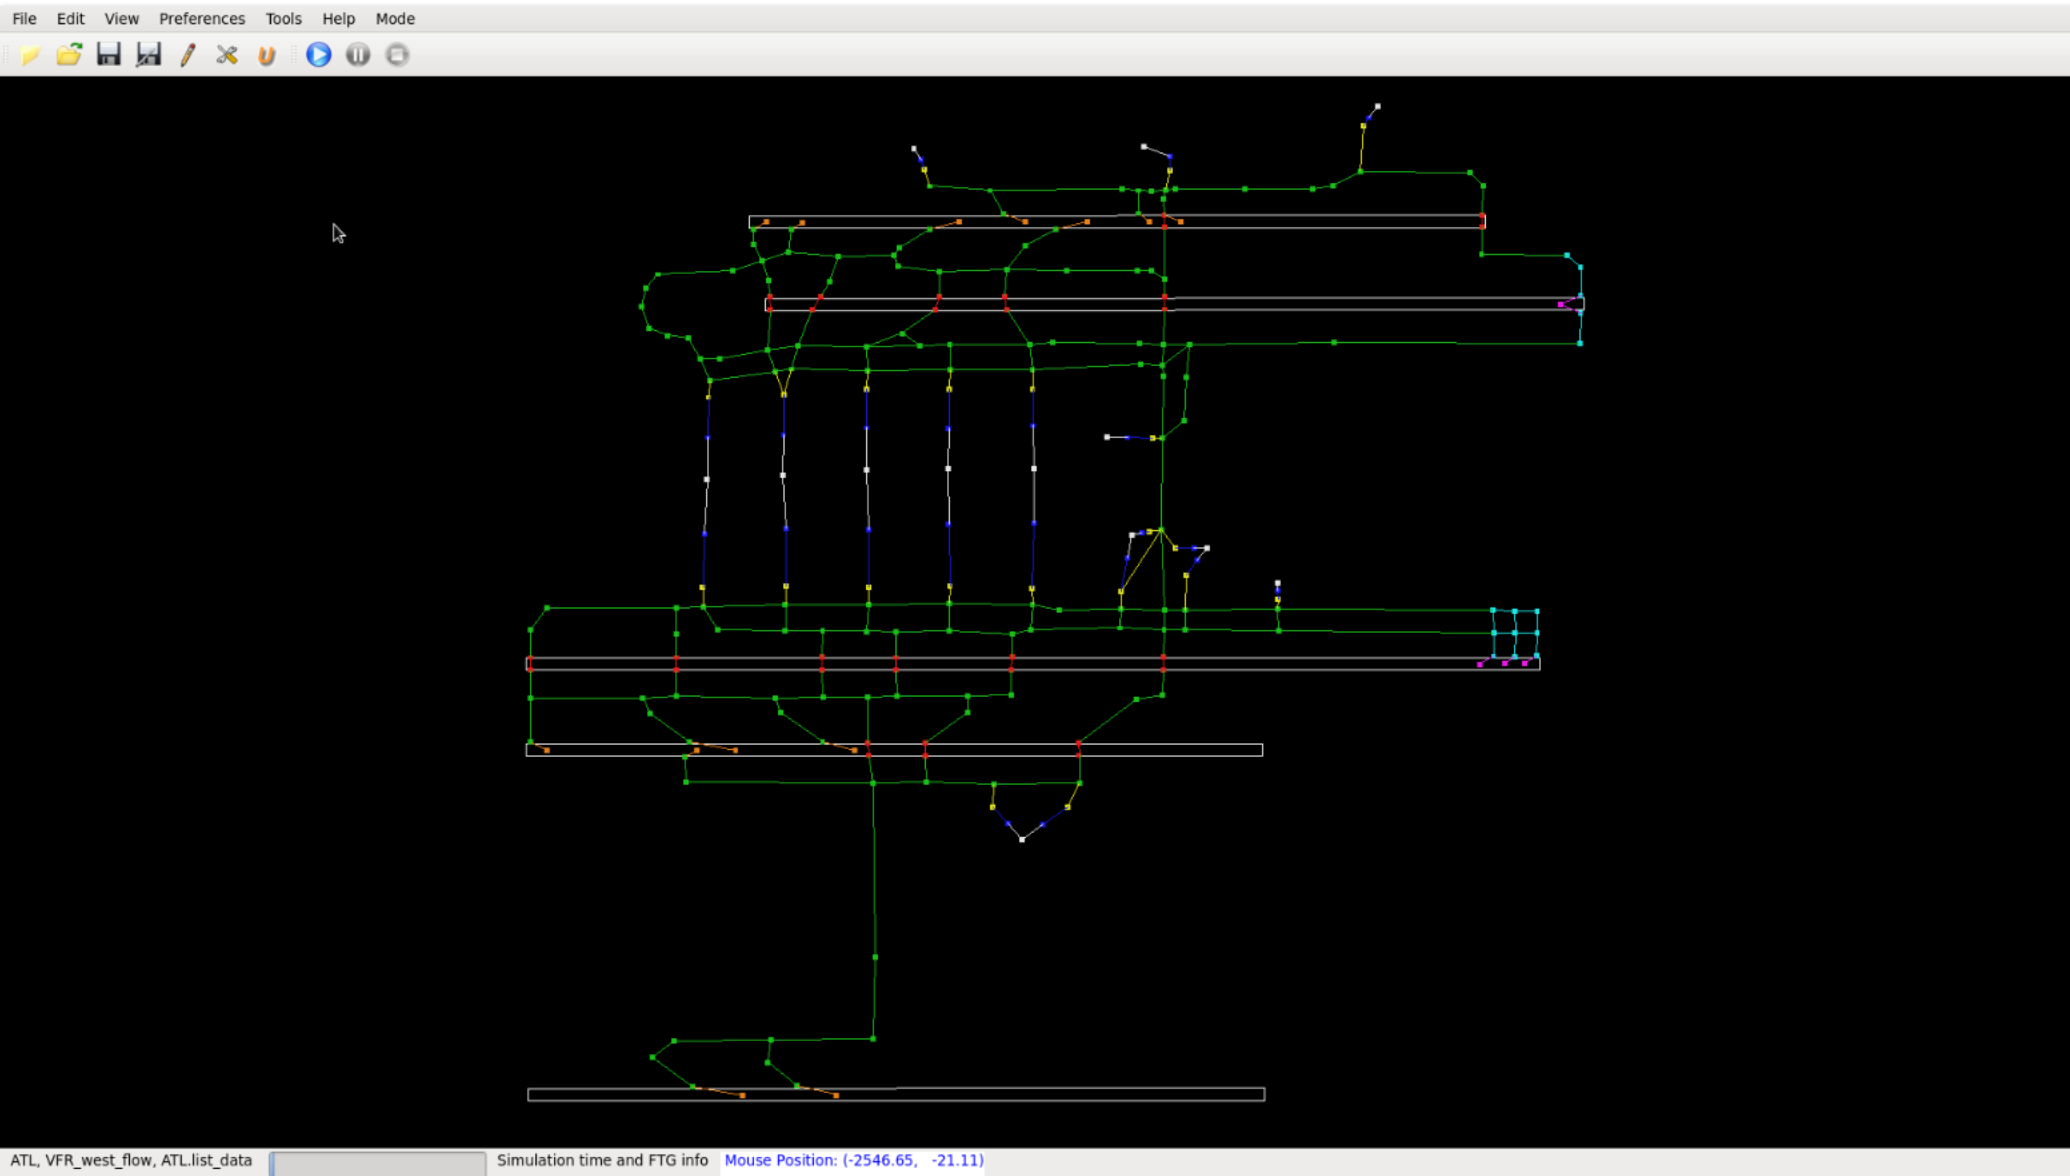 File Edit View Preferences Tools Help Mode
ATL, VFR_west_flow, ATL.list_data Simulation time and FTG info Mouse Position: (-2546.65, -21.11)